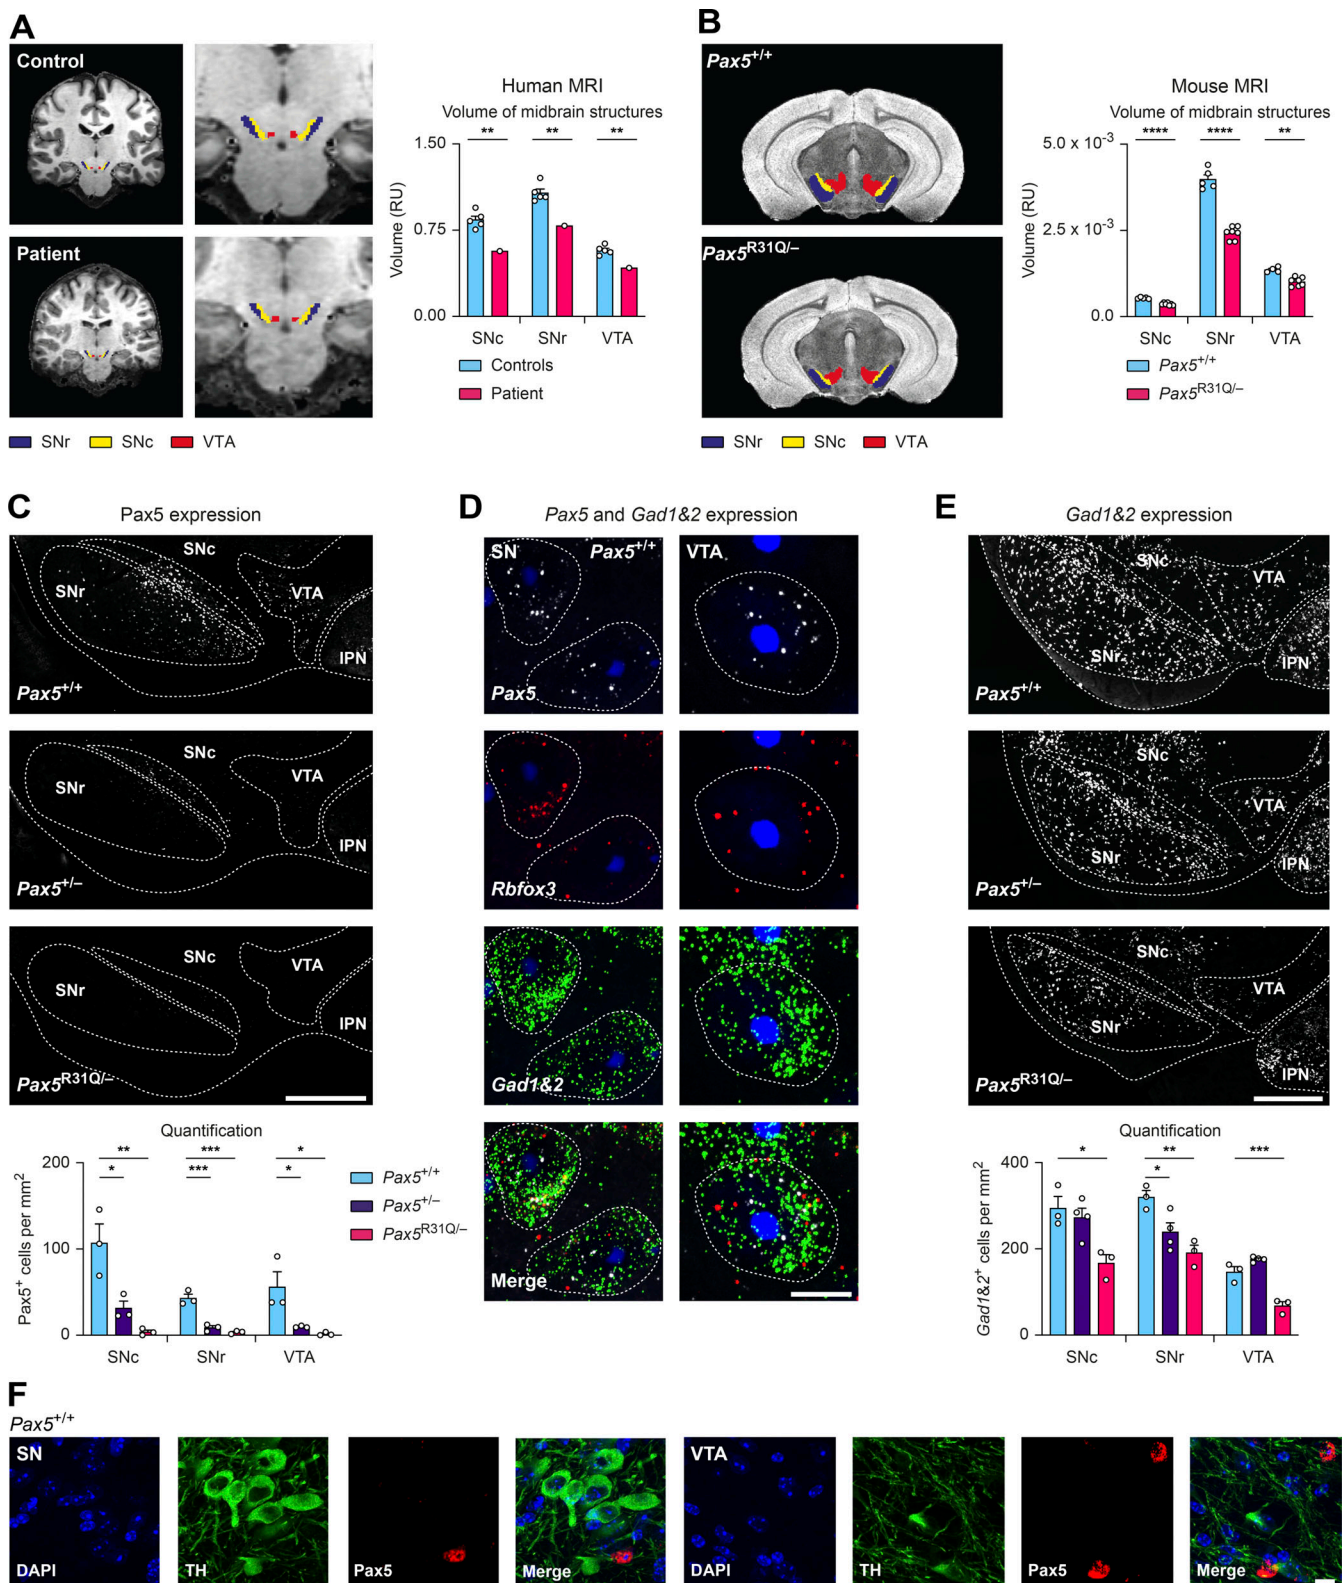 A
Control
Patient
SNr SNc VTA
Human MRI
Volume of midbrain structures
** ** **
1.50
0.75
0.00
Volume (RU)
SNc SNr VTA
Controls
Patient
B
Pax5+/+
Pax5R31Q/–
SNr SNc VTA
Mouse MRI
Volume of midbrain structures
**** **** **
5.0 x 10-3
2.5 x 10-3
0.0
Volume (RU)
SNc SNr VTA
Pax5+/+
Pax5R31Q/–
C
Pax5 expression
SNc
SNr
VTA
IPN
Pax5+/+
SNc
SNr
VTA
IPN
Pax5+/–
SNc
SNr
VTA
IPN
Pax5R31Q/–
Quantification
** *** *
* *** *
200
100
0
Pax5+ cells per mm2
SNc SNr VTA
Pax5+/+
Pax5+/–
Pax5R31Q/–
D
Pax5 and Gad1&2 expression
SN Pax5+/+ VTA
Pax5
Rbfox3
Gad1&2
Merge
E
Gad1&2 expression
SNc
VTA
SNr
IPN
Pax5+/+
SNc
VTA
SNr
IPN
Pax5+/–
SNc
VTA
SNr
IPN
Pax5R31Q/–
Quantification
* ** ***
*
400
200
0
Gad1&2+ cells per mm2
SNc SNr VTA
F
Pax5+/+
SN VTA
DAPI TH Pax5 Merge DAPI TH Pax5 Merge